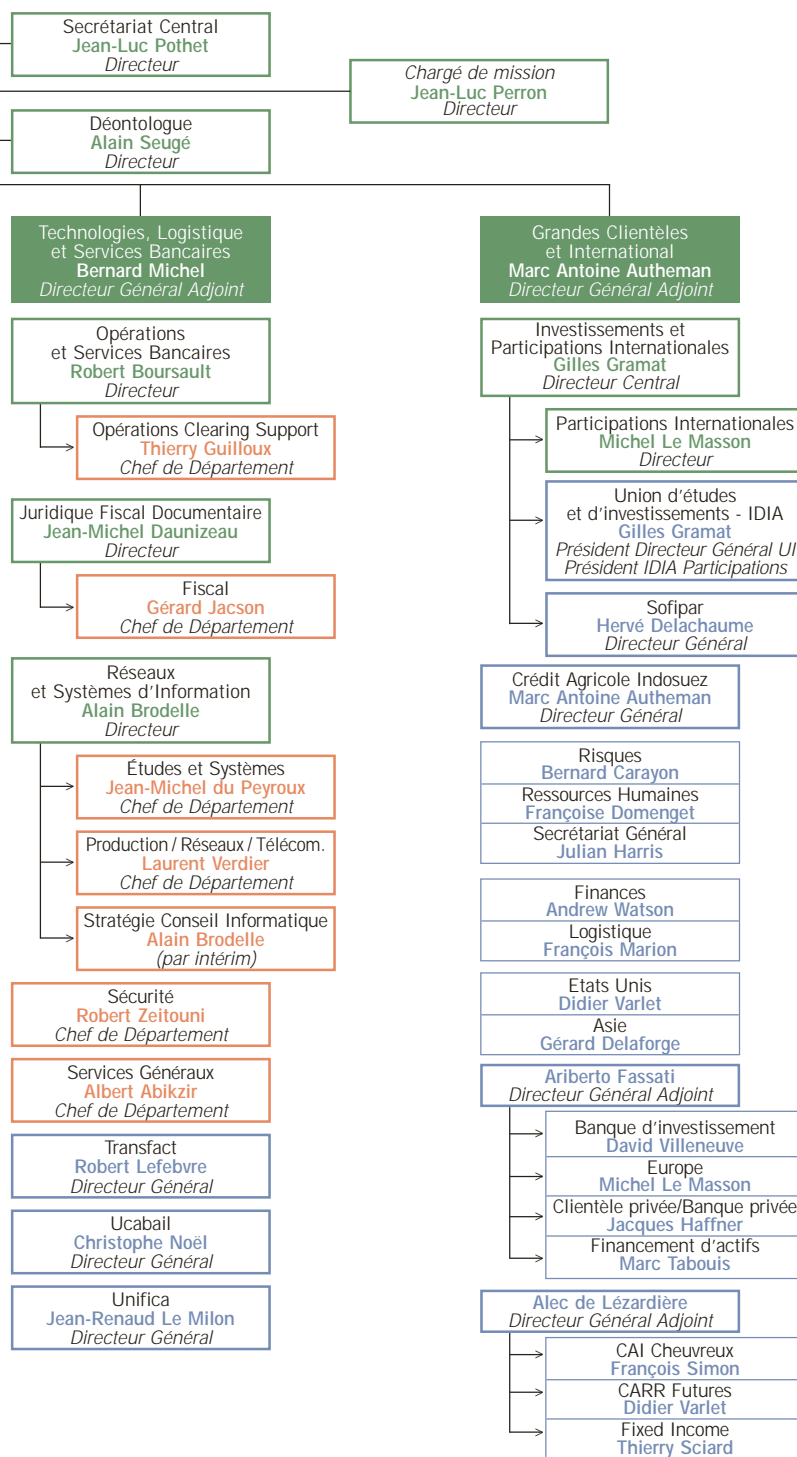 Secrétariat Central
Jean-Luc Pothet
Directeur
Chargé de mission
Jean-Luc Perron
Directeur
Déontologue
Alain Seugé
Directeur
Technologies, Logistique
et Services Bancaires
Bernard Michel
Directeur Général Adjoint
Opérations
et Services Bancaires
Robert Boursault
Directeur
Opérations Clearing Support
Thierry Guilloux
Chef de Département
Juridique Fiscal Documentaire
Jean-Michel Daunizeau
Directeur
Fiscal
Gérard Jacson
Chef de Département
Réseaux
et Systèmes d'Information
Alain Brodelle
Directeur
Études et Systèmes
Jean-Michel du Peyroux
Chef de Département
Production / Réseaux / Télécom.
Laurent Verdier
Chef de Département
Stratégie Conseil Informatique
Alain Brodelle
(par intérim)
Sécurité
Robert Zeitouni
Chef de Département
Services Généraux
Albert Abikzir
Chef de Département
Transfact
Robert Lefebvre
Directeur Général
Ucabail
Christophe Noël
Directeur Général
Unifica
Jean-Renaud Le Milon
Directeur Général
Grandes Clientèles
et International
Marc Antoine Autheman
Directeur Général Adjoint
Investissements et
Participations Internationales
Gilles Gramat
Directeur Central
Participations Internationales
Michel Le Masson
Directeur
Union d'études
et d'investissements - IDIA
Gilles Gramat
Président Directeur Général UI
Président IDIA Participations
Sofipar
Hervé Delachaume
Directeur Général
Crédit Agricole Indosuez
Marc Antoine Autheman
Directeur Général
Risques
Bernard Carayon
Ressources Humaines
Françoise Domenget
Secrétariat Général
Julian Harris
Finances
Andrew Watson
Logistique
François Marion
Etats Unis
Didier Varlet
Asie
Gérard Delaforge
Ariberto Fassati
Directeur Général Adjoint
Banque d'investissement
David Villeneuve
Europe
Michel Le Masson
Clientèle privée/Banque privée
Jacques Haffner
Financement d'actifs
Marc Tabouis
Alec de Lézardière
Directeur Général Adjoint
CAI Cheuvreux
François Simon
CARR Futures
Didier Varlet
Fixed Income
Thierry Sciard